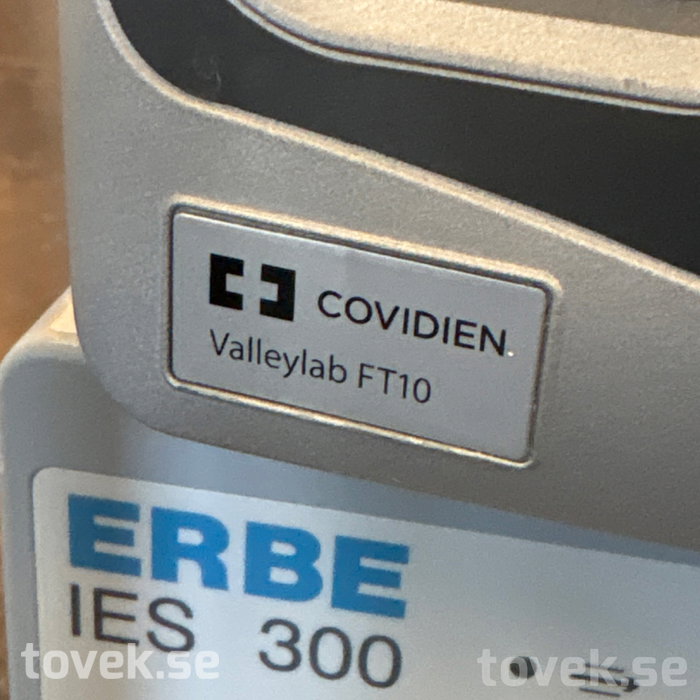 COVIDIEN
Valleylab FT10
ERBE
IES 300
tovek.se
tovek.se